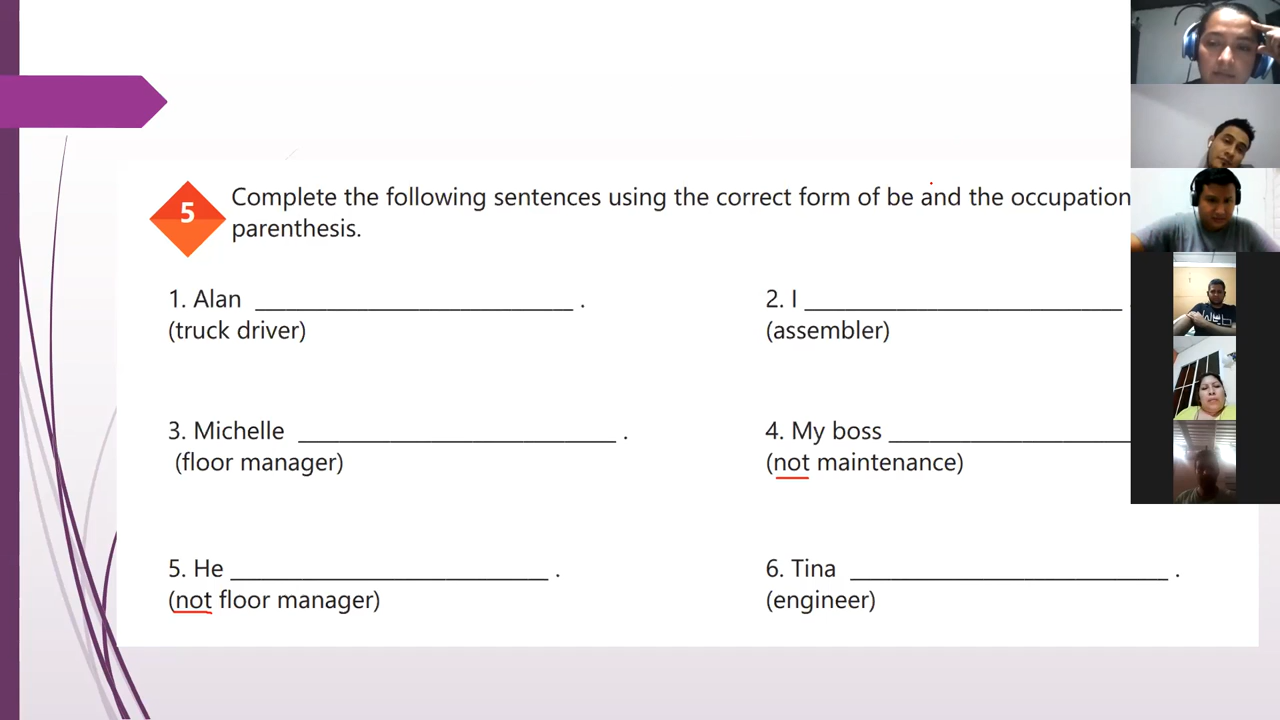 5
Complete the following sentences using the correct form of be and the occupation
parenthesis.
1. Alan ______________________________ .
(truck driver)
2. I ______________________________
(assembler)
3. Michelle ______________________________ .
(floor manager)
4. My boss ______________________
(not maintenance)
5. He ______________________________ .
(not floor manager)
6. Tina ______________________________ .
(engineer)